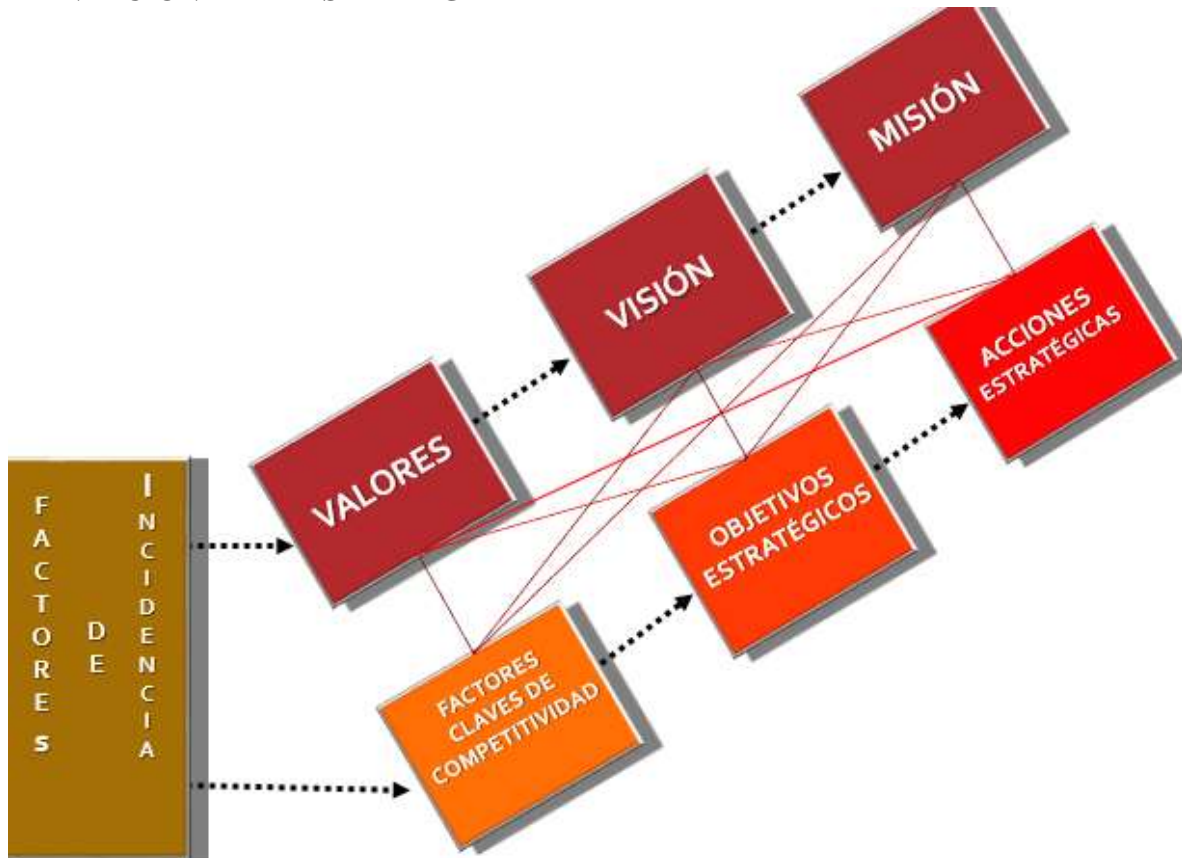 MISIÓN
VISIÓN
ACCIONES
ESTRATÉGICAS
VALORES
OBJETIVOS
ESTRATÉGICOS
FACTORES
DE
INCIDENCIA
FACTORES
CLAVES DE
COMPETITIVIDAD